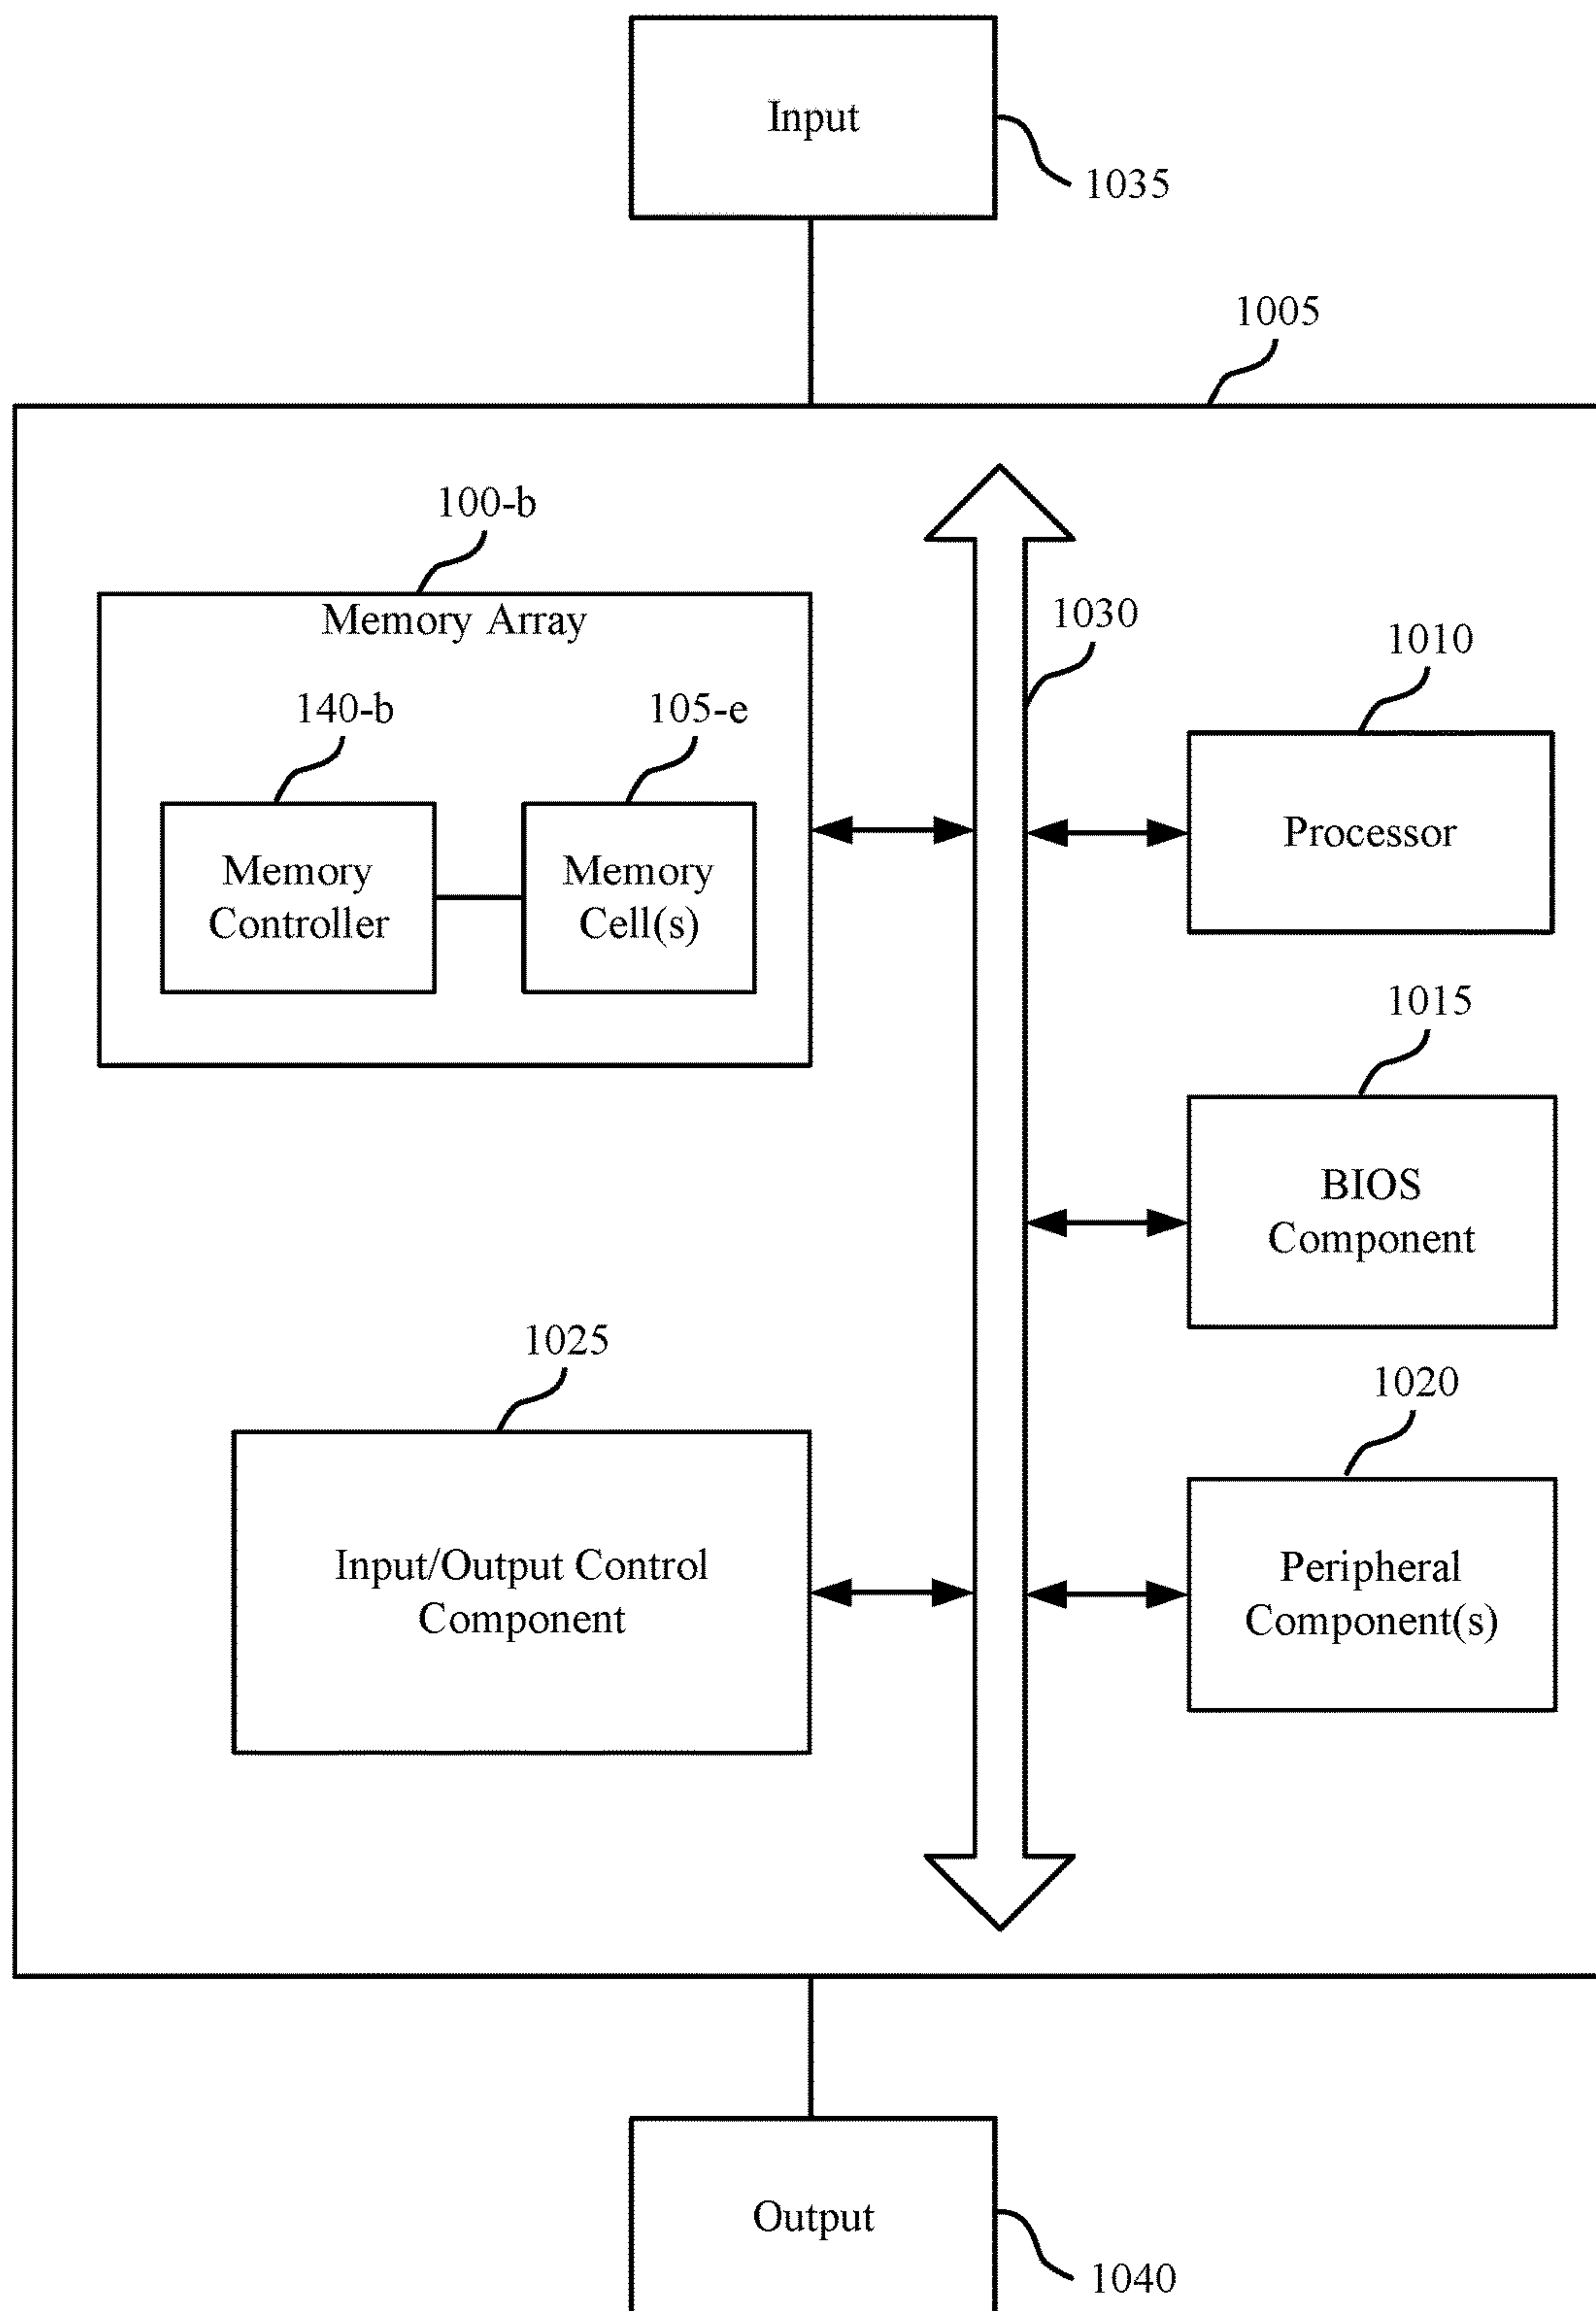 Input
1035
1005
100-b
Memory Array
1030
1010
140-b
105-e
Processor
Memory
Controller
Memory
Cell(s)
1015
BIOS
Component
1025
1020
Input/Output Control
Component
Peripheral
Component(s)
Output
1040